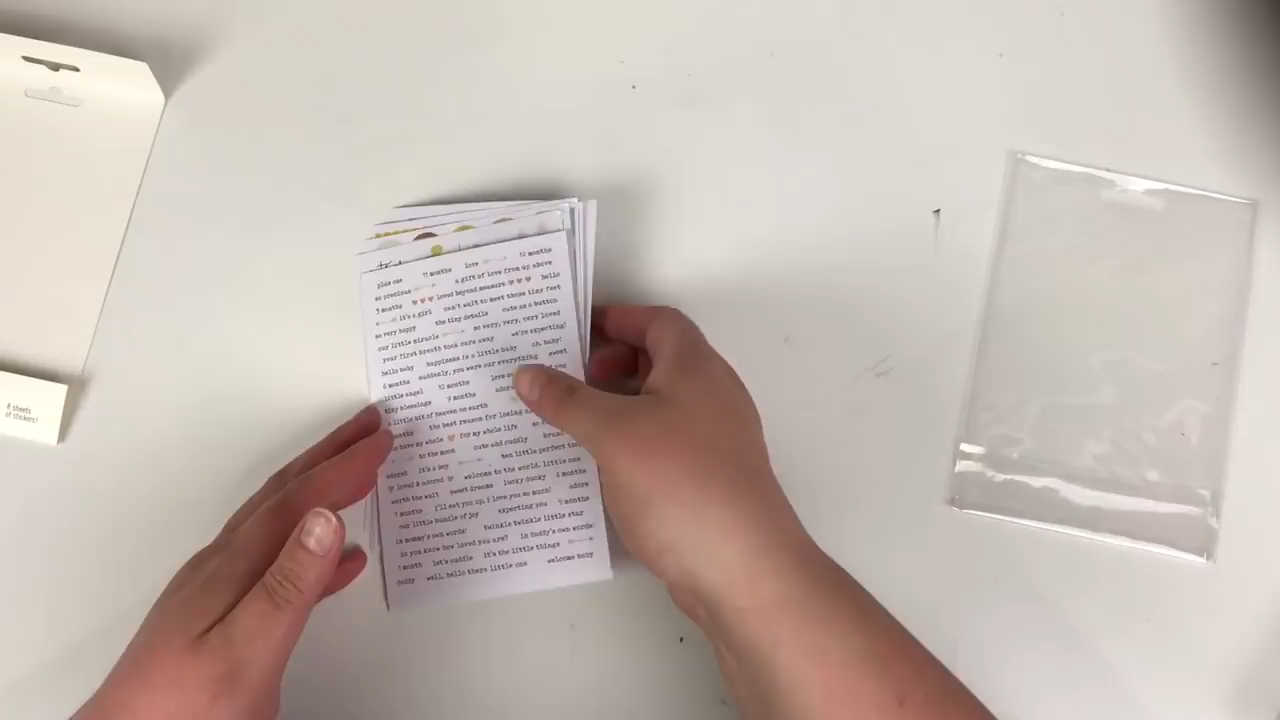 plus one 11 months love 12 months
so precious a gift of love from up above
3 months loved beyond measure hello
it's a girl can't wait to meet those tiny feet
so very happy the tiny details cute as a button
our little miracle so very, very, very loved
your first breath took ours away we're expecting!
hello baby happiness is a little baby oh, baby!
6 months suddenly, you were our everything sweet
little angel 10 months love you
tiny blessings 9 months
a little bit of heaven on earth
months the best reason for losing
have my whole for my whole life so
to the moon cute and cuddly
adored it's a boy ten little perfect
loved & adored welcome to the world, little one
worth the wait sweet dreams lucky ducky 4 months
7 months i'll eat you up, i love you so much! adore
our little bundle of joy expecting you 5 months
in mommy's own words: twinkle twinkle little star
do you know how loved you are? in daddy's own words:
1 month let's cuddle it's the little things
daddy well, hello there little one welcome baby
8 sheets
of stickers!